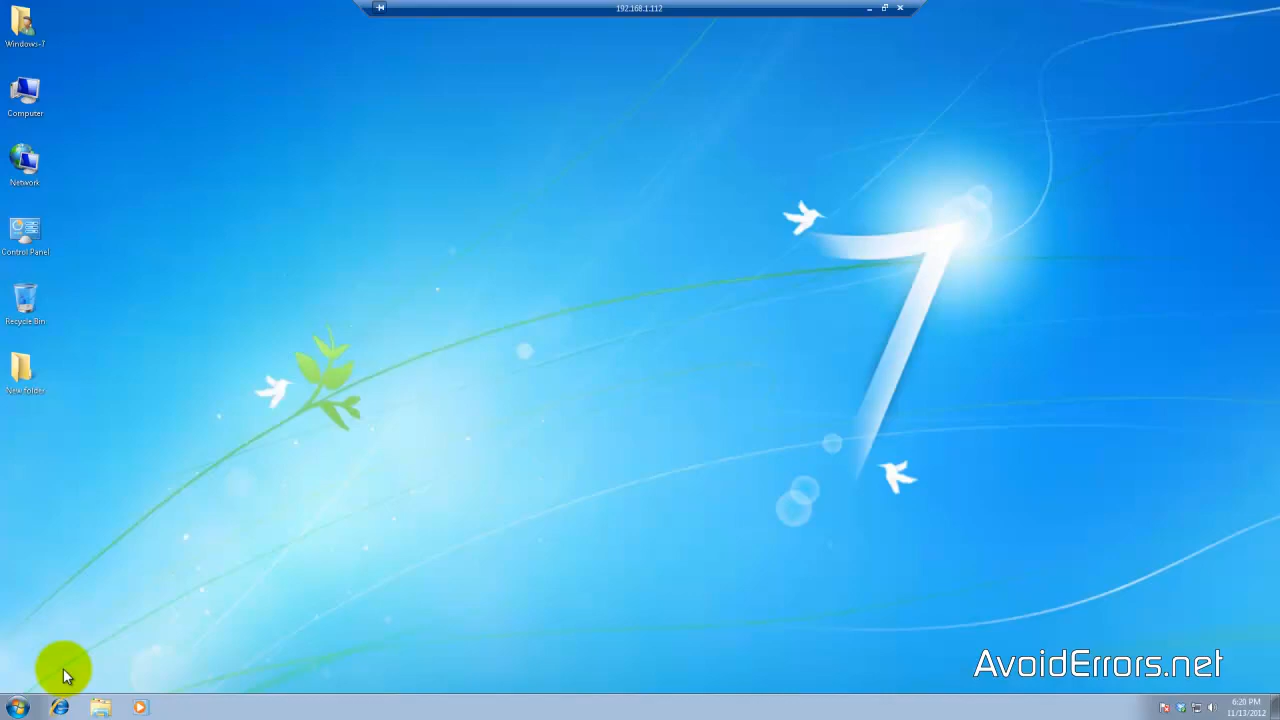 192.168.1.112
Windows-7
Computer
Network
Control Panel
Recycle Bin
New folder
7
AvoidErrors.net
6:20 PM
11/13/2012